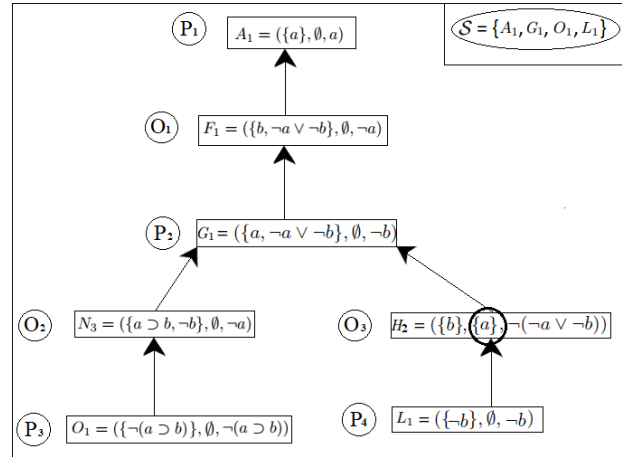 P₁ A₁ = ({a}, ∅, a)
𝒮 = {A₁, G₁, O₁, L₁}
O₁ F₁ = ({b, ¬a ∨ ¬b}, ∅, ¬a)
P₂ G₁ = ({a, ¬a ∨ ¬b}, ∅, ¬b)
O₂ N₃ = ({a ⊃ b, ¬b}, ∅, ¬a)
O₃ H₂ = ({b}, {a}, ¬(¬a ∨ ¬b))
P₃ O₁ = ({¬(a ⊃ b)}, ∅, ¬(a ⊃ b))
P₄ L₁ = ({¬b}, ∅, ¬b)